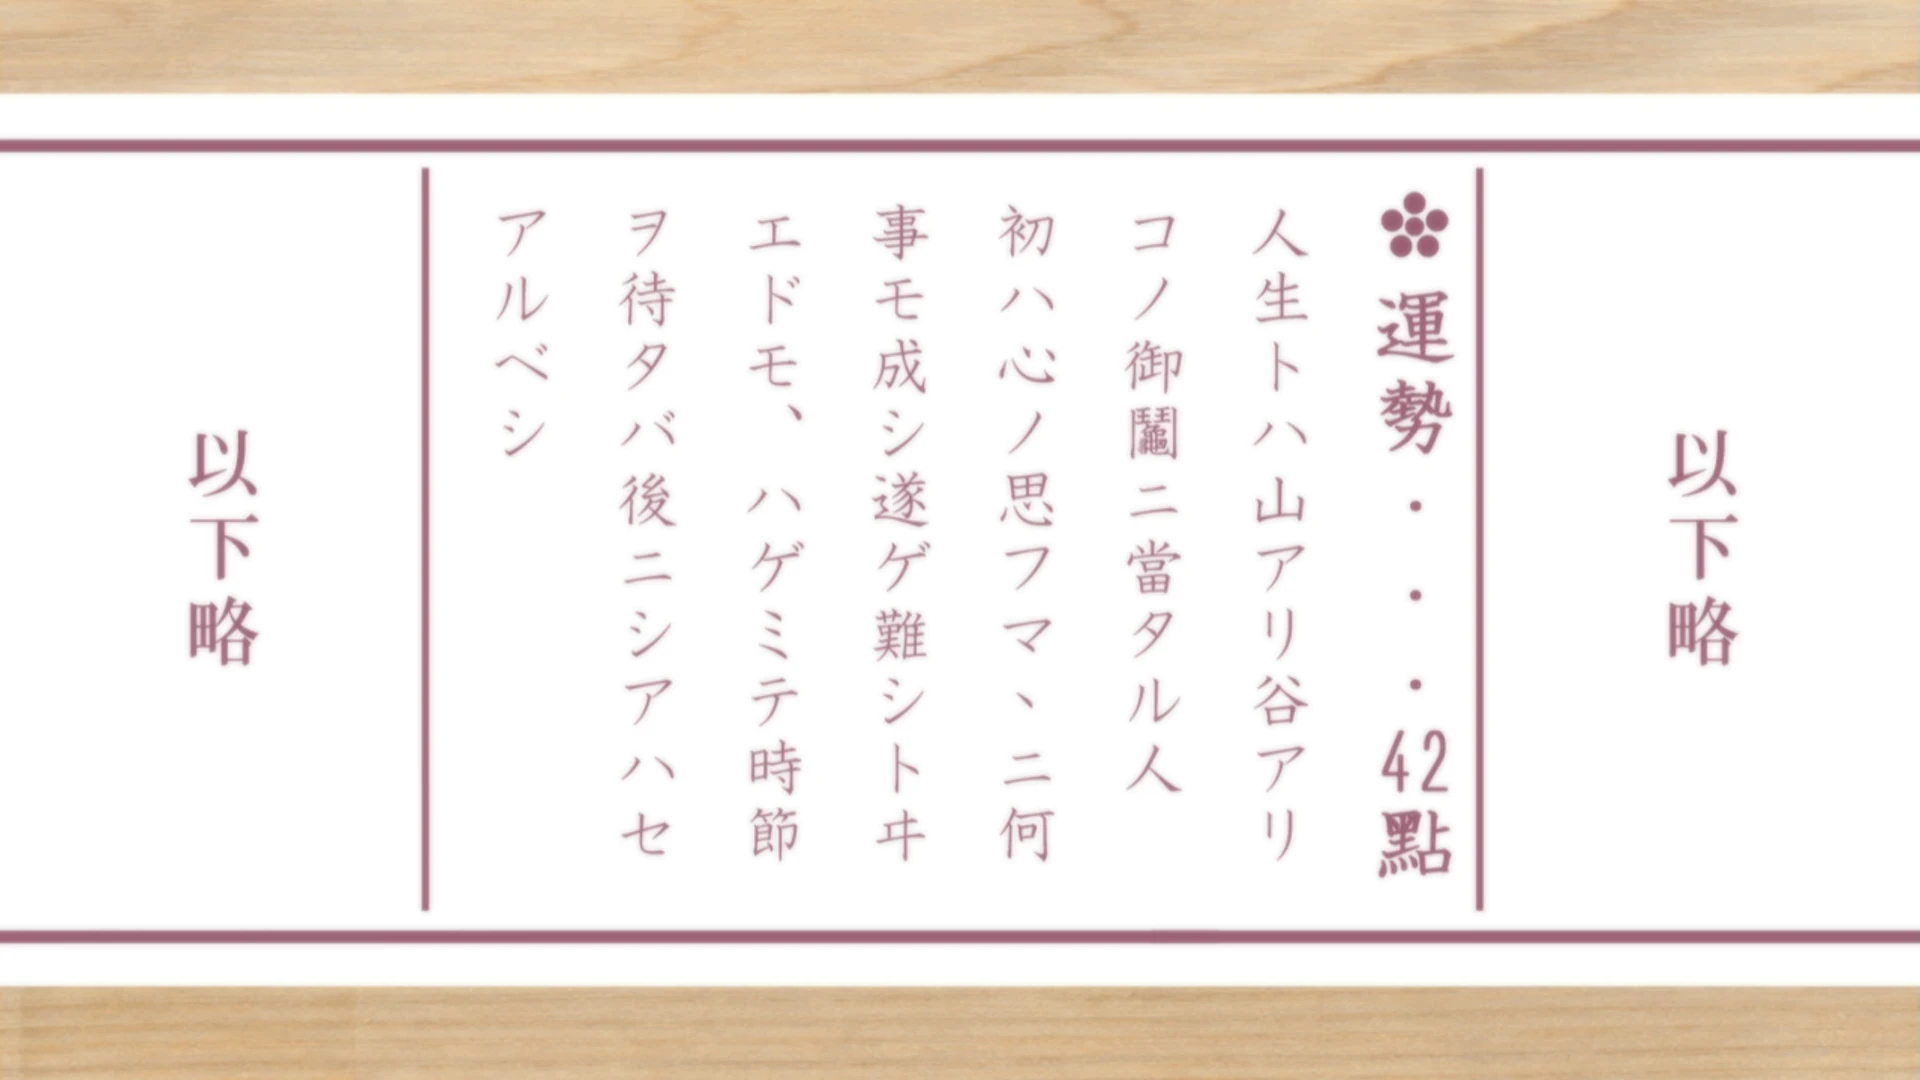 以下略
運勢・・・42點
人生トハ山アリ谷アリ
コノ御鬮ニ當タル人
初ハ心ノ思フマヽニ何
事モ成シ遂ゲ難シトヰ
エドモ、ハゲミテ時節
ヲ待タバ後ニシアハセ
アルベシ
以下略